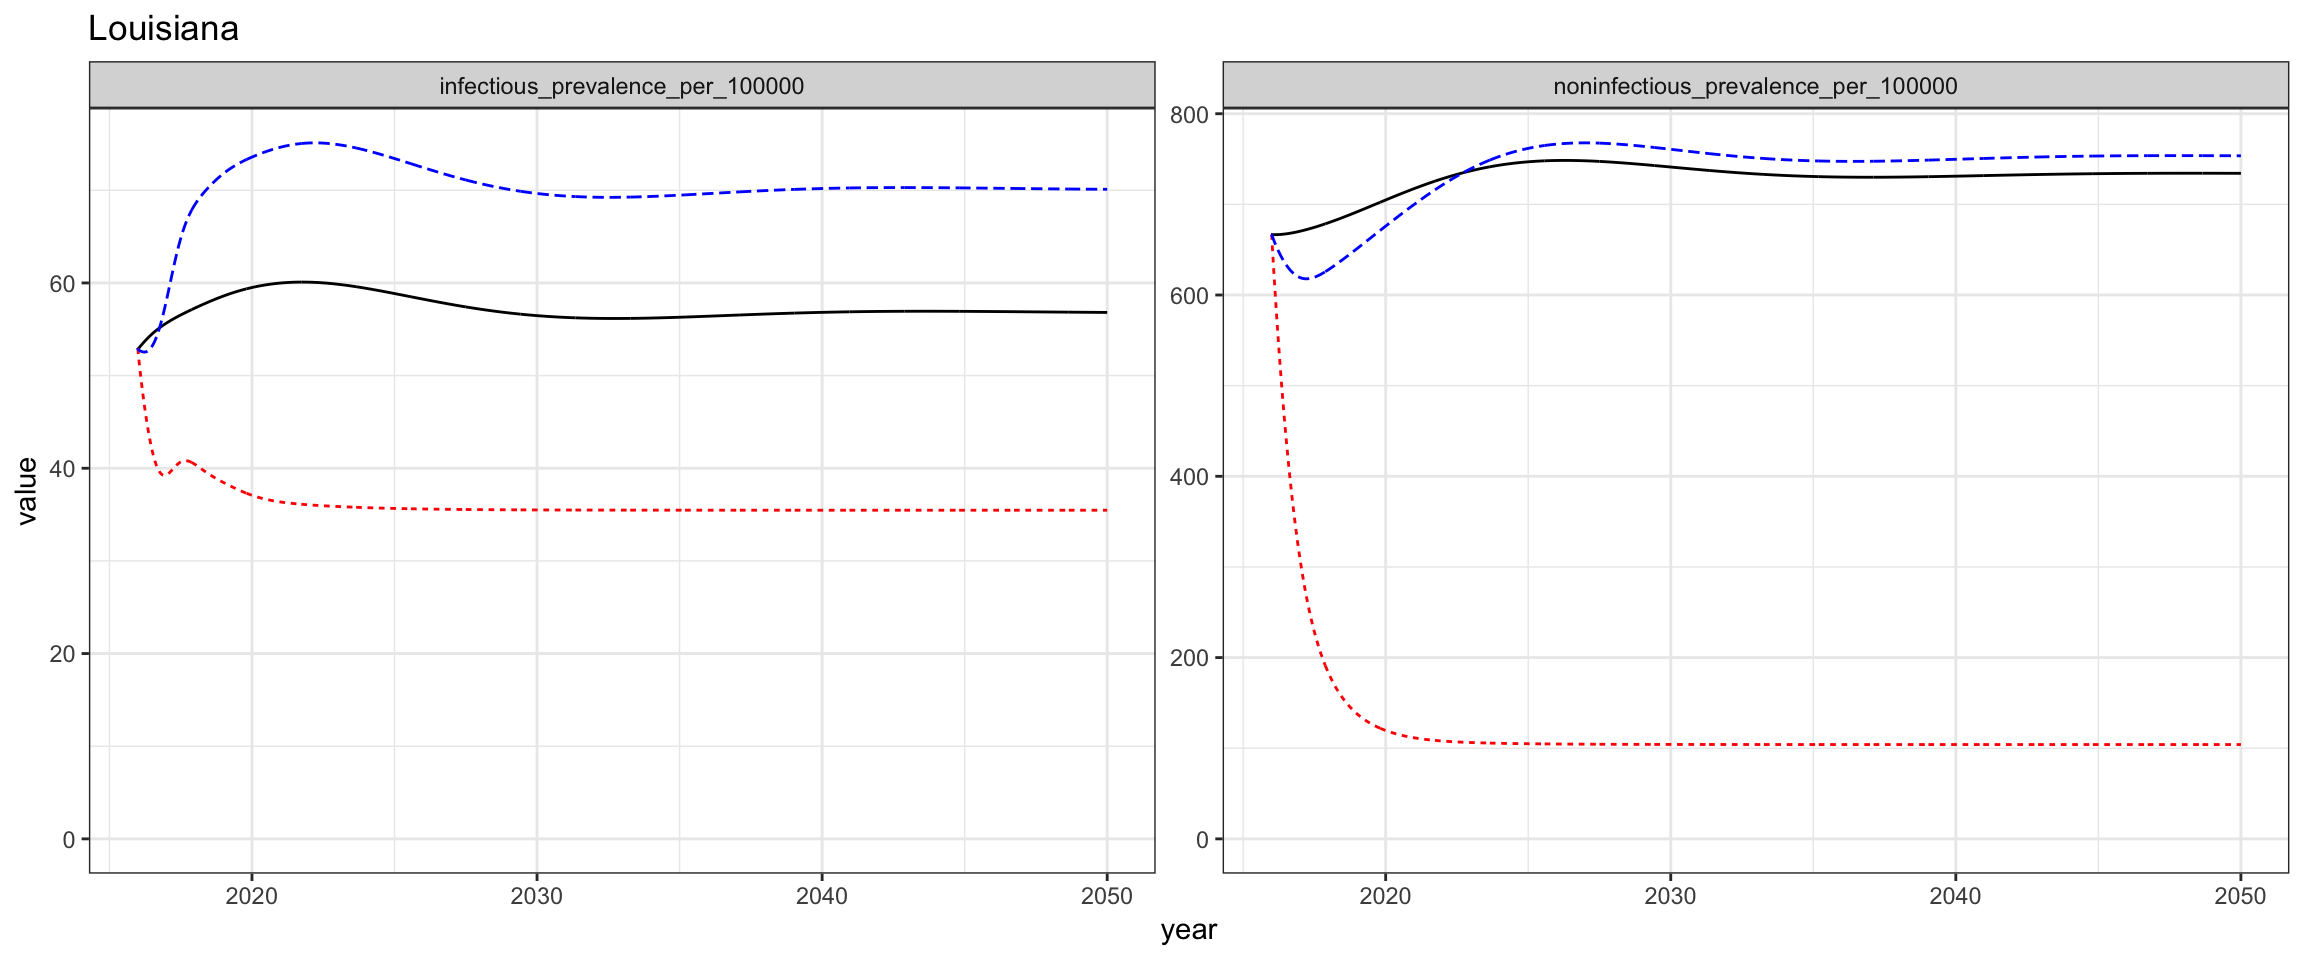 Louisiana
infectious_prevalence_per_100000
noninfectious_prevalence_per_100000
value
60
40
20
0
800
600
400
200
0
2020 2030 2040 2050
2020 2030 2040 2050
year